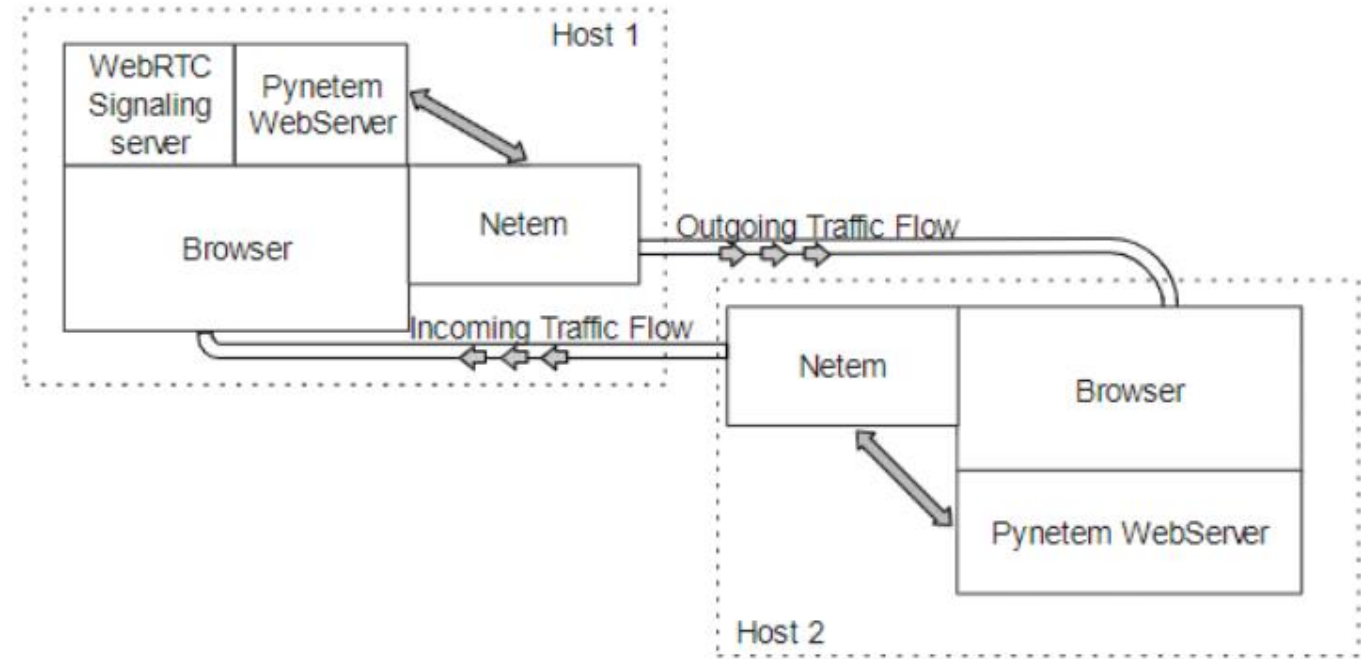 Host 1
WebRTC
Signaling
server
Pynetem
WebServer
Browser
Netem
Outgoing Traffic Flow
Incoming Traffic Flow
Netem
Browser
Pynetem WebServer
Host 2